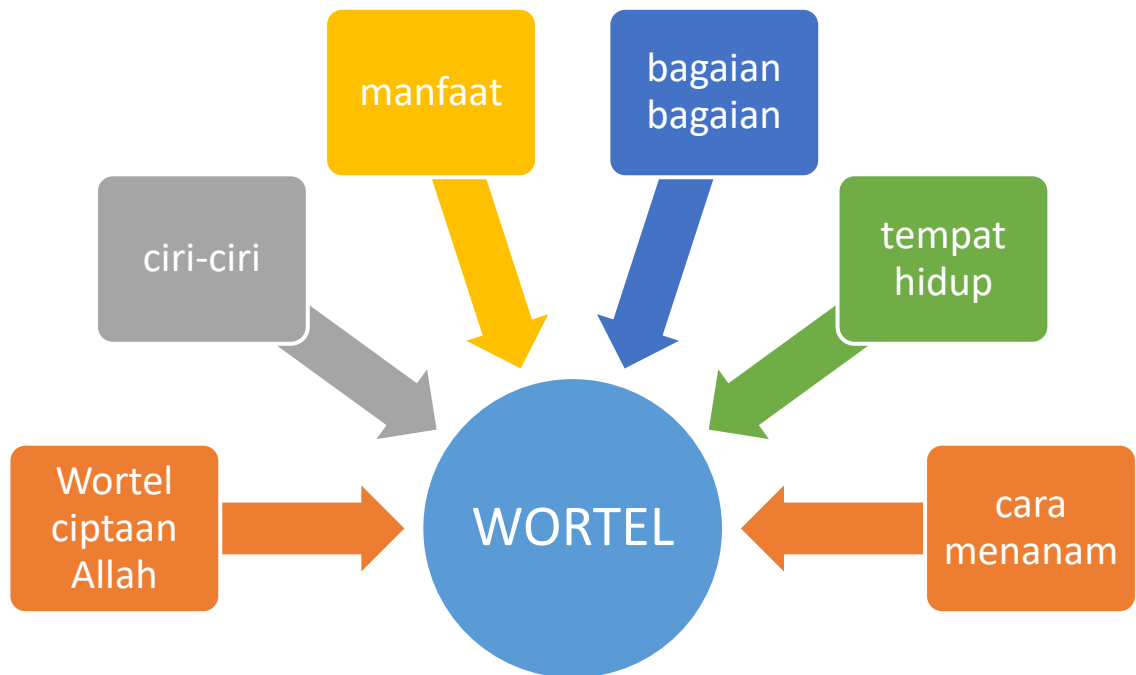 manfaat
bagaian
bagaian
ciri-ciri
tempat
hidup
Wortel
ciptaan
Allah
WORTEL
cara
menanam